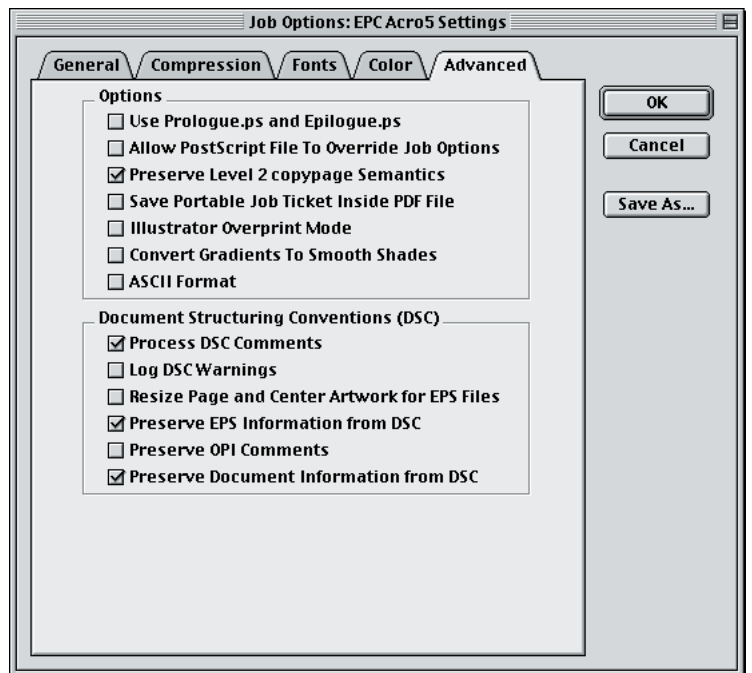 Job Options: EPC Acro5 Settings
General Compression Fonts Color Advanced
Options
Use Prologue.ps and Epilogue.ps
Allow PostScript File To Override Job Options
Preserve Level 2 copypage Semantics
Save Portable Job Ticket Inside PDF File
Illustrator Overprint Mode
Convert Gradients To Smooth Shades
ASCII Format
Document Structuring Conventions (DSC)
Process DSC Comments
Log DSC Warnings
Resize Page and Center Artwork for EPS Files
Preserve EPS Information from DSC
Preserve OPI Comments
Preserve Document Information from DSC
OK
Cancel
Save As...